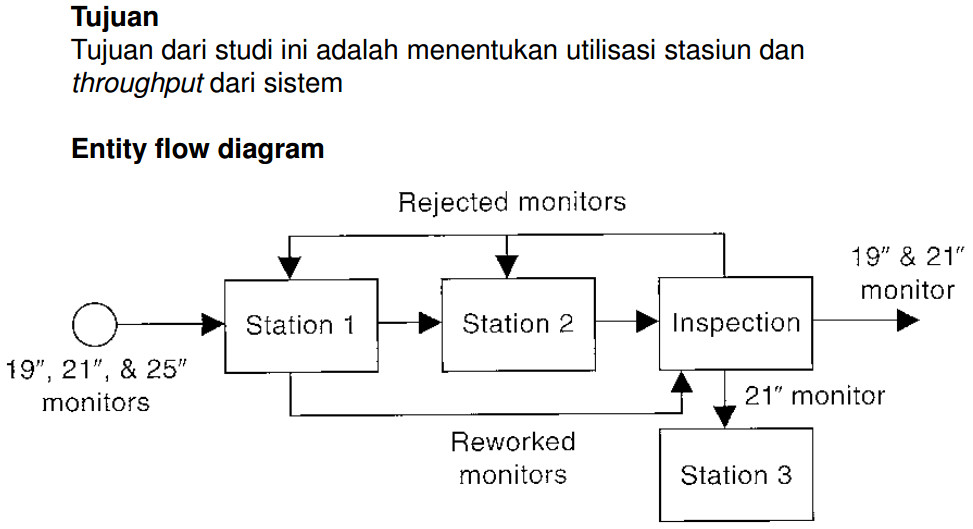 Tujuan
Tujuan dari studi ini adalah menentukan utilisasi stasiun dan
throughput dari sistem
Entity flow diagram
Rejected monitors
19″ & 21″
monitor
Station 1
Station 2
Inspection
19″, 21″, & 25″
monitors
21″ monitor
Reworked
monitors
Station 3